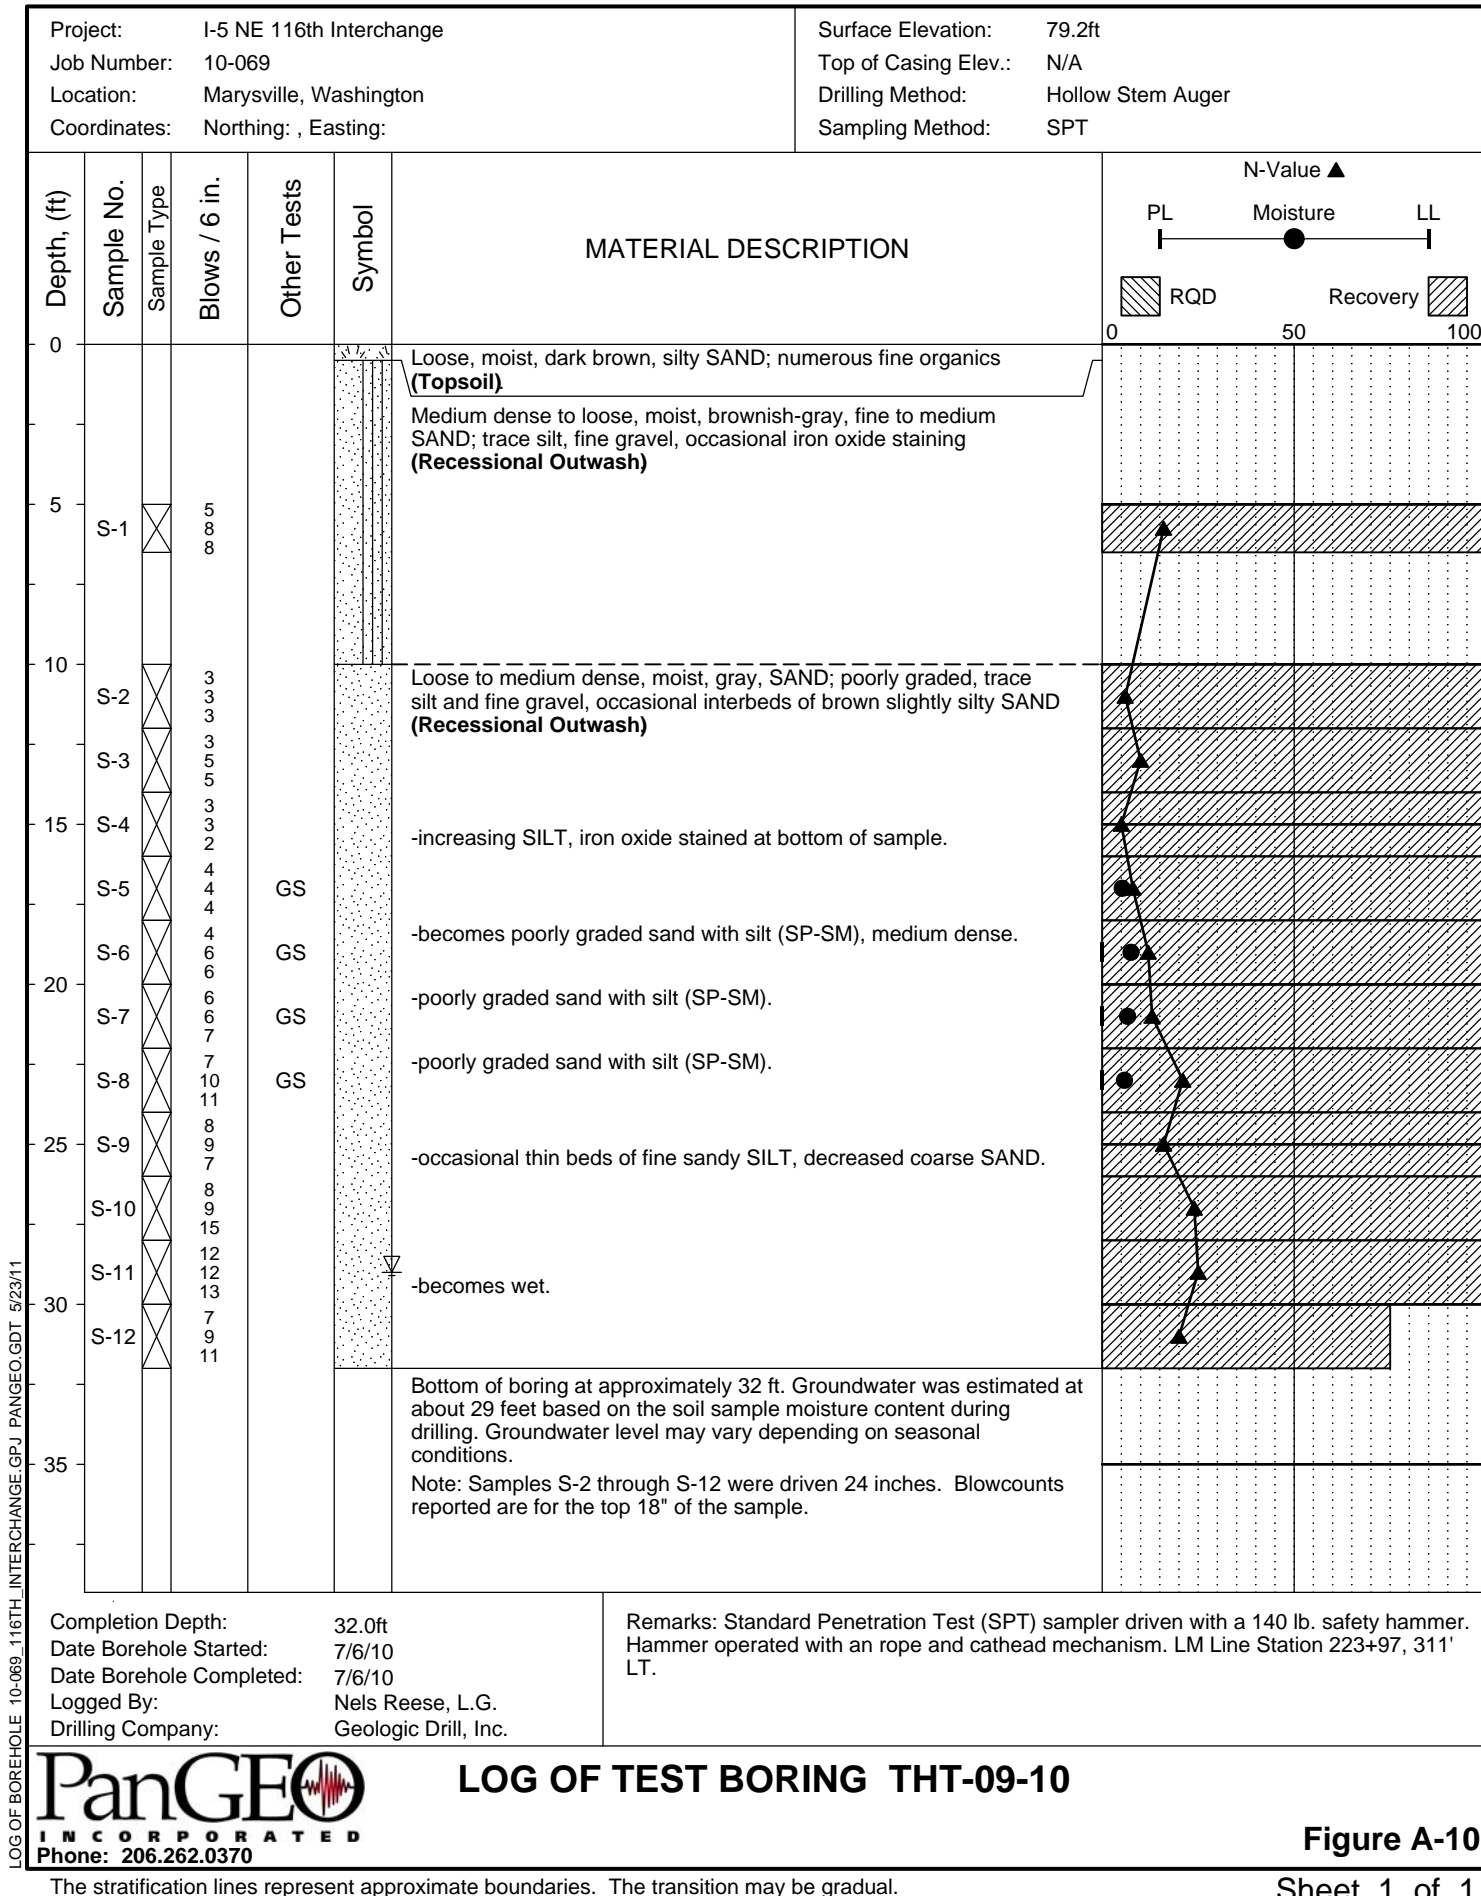 Project: I-5 NE 116th Interchange
Job Number: 10-069
Location: Marysville, Washington
Coordinates: Northing: , Easting:
Surface Elevation: 79.2ft
Top of Casing Elev.: N/A
Drilling Method: Hollow Stem Auger
Sampling Method: SPT
Depth, (ft)
Sample No.
Sample Type
Blows / 6 in.
Other Tests
Symbol
MATERIAL DESCRIPTION
N-Value ▲
PL Moisture LL
RQD Recovery
0 50 100
0
Loose, moist, dark brown, silty SAND; numerous fine organics
(Topsoil)
Medium dense to loose, moist, brownish-gray, fine to medium
SAND; trace silt, fine gravel, occasional iron oxide staining
(Recessional Outwash)
5
S-1
5
8
8
10
Loose to medium dense, moist, gray, SAND; poorly graded, trace
silt and fine gravel, occasional interbeds of brown slightly silty SAND
(Recessional Outwash)
S-2
3
3
3
S-3
3
5
5
15
S-4
3
3
2
-increasing SILT, iron oxide stained at bottom of sample.
S-5
4
4
4
GS
S-6
4
6
6
GS
-becomes poorly graded sand with silt (SP-SM), medium dense.
20
S-7
6
6
7
GS
-poorly graded sand with silt (SP-SM).
S-8
7
10
11
GS
-poorly graded sand with silt (SP-SM).
25
S-9
8
9
7
-occasional thin beds of fine sandy SILT, decreased coarse SAND.
S-10
8
9
15
S-11
12
12
13
-becomes wet.
30
S-12
7
9
11
Bottom of boring at approximately 32 ft. Groundwater was estimated at
about 29 feet based on the soil sample moisture content during
drilling. Groundwater level may vary depending on seasonal
conditions.
35
Note: Samples S-2 through S-12 were driven 24 inches. Blowcounts
reported are for the top 18" of the sample.
Completion Depth: 32.0ft
Date Borehole Started: 7/6/10
Date Borehole Completed: 7/6/10
Logged By: Nels Reese, L.G.
Drilling Company: Geologic Drill, Inc.
Remarks: Standard Penetration Test (SPT) sampler driven with a 140 lb. safety hammer.
Hammer operated with an rope and cathead mechanism. LM Line Station 223+97, 311'
LT.
LOG OF BOREHOLE 10-069_116TH_INTERCHANGE.GPJ PANGEO.GDT 5/23/11
PanGEO
INCORPORATED
Phone: 206.262.0370
LOG OF TEST BORING THT-09-10
Figure A-10
The stratification lines represent approximate boundaries. The transition may be gradual.
Sheet 1 of 1